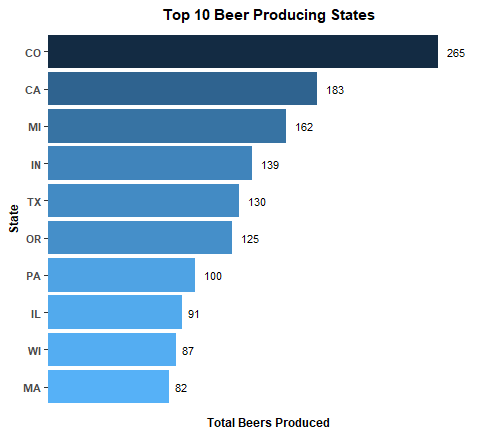 Top 10 Beer Producing States
State
CO 265
CA 183
MI 162
IN 139
TX 130
OR 125
PA 100
IL 91
WI 87
MA 82
Total Beers Produced